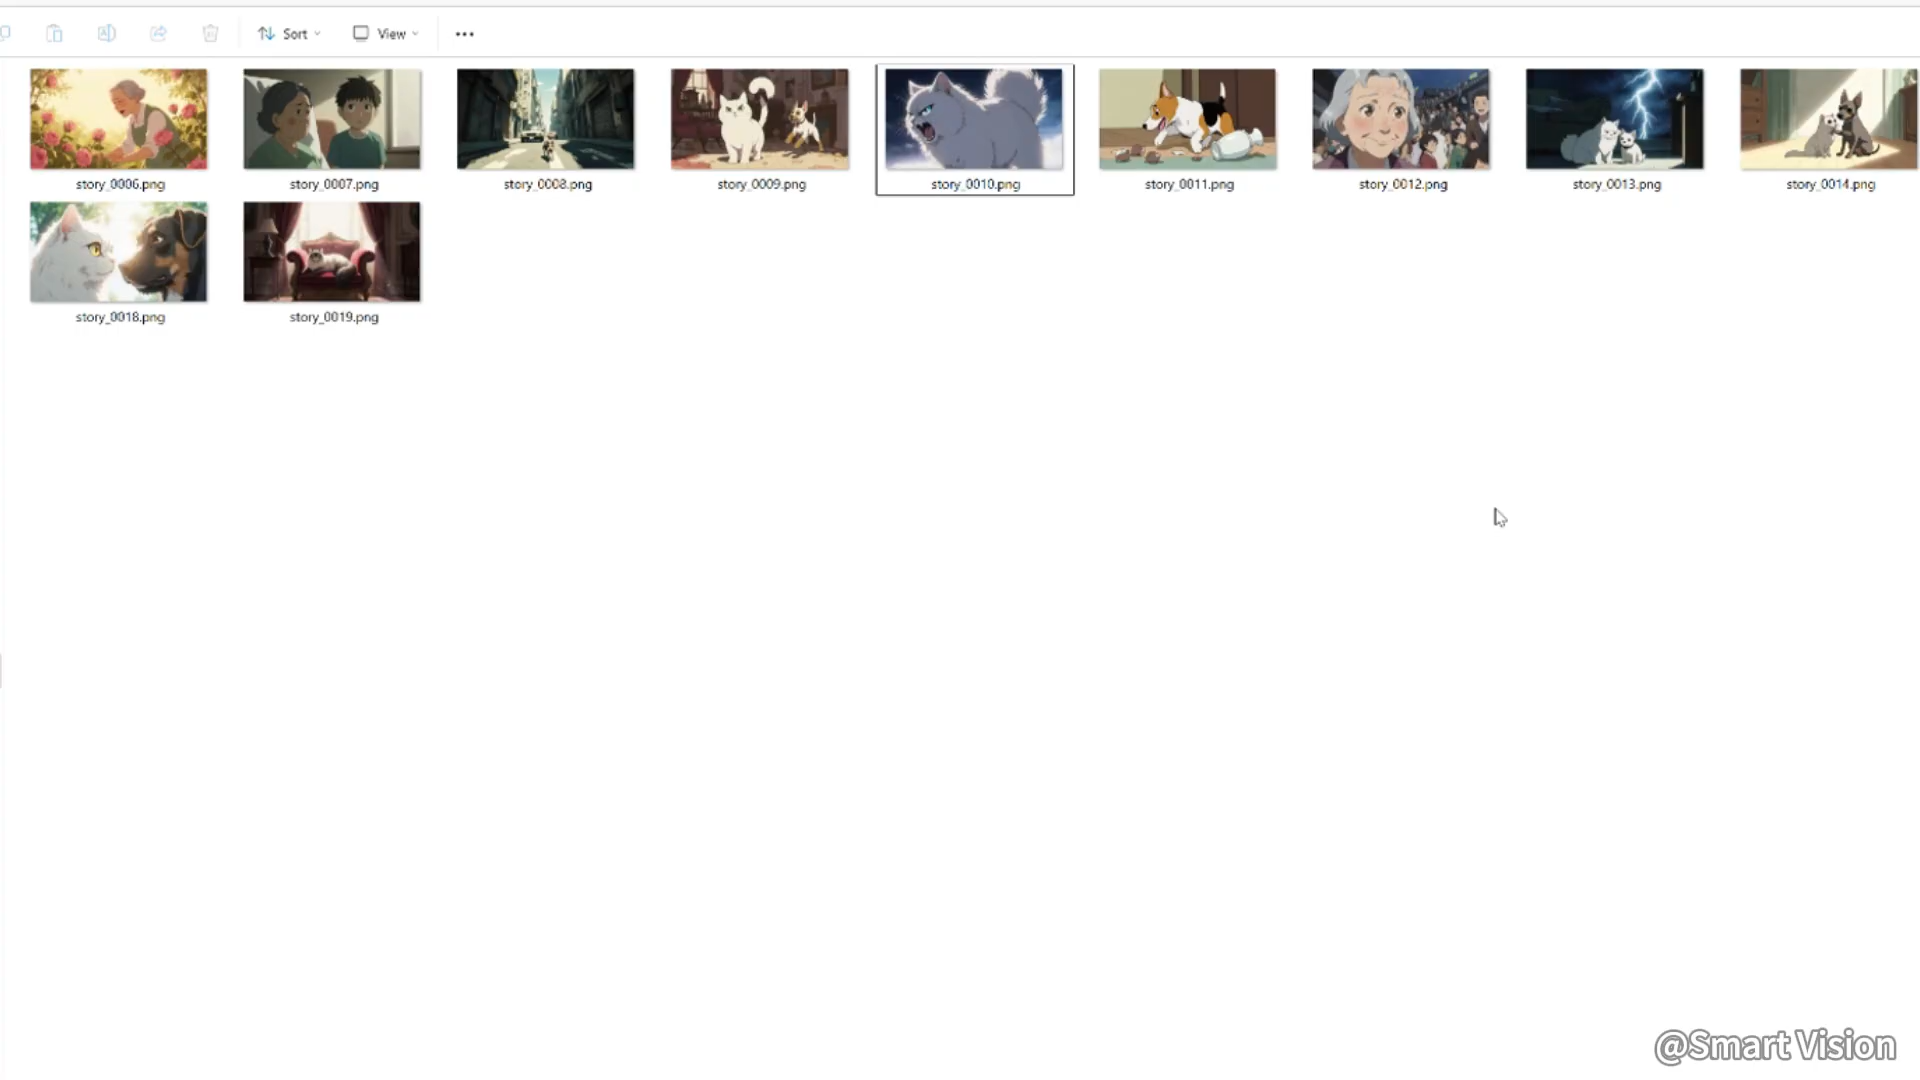 Sort
View
story_0006.png
story_0007.png
story_0008.png
story_0009.png
story_0010.png
story_0011.png
story_0012.png
story_0013.png
story_0014.png
story_0018.png
story_0019.png
@Smart Vision